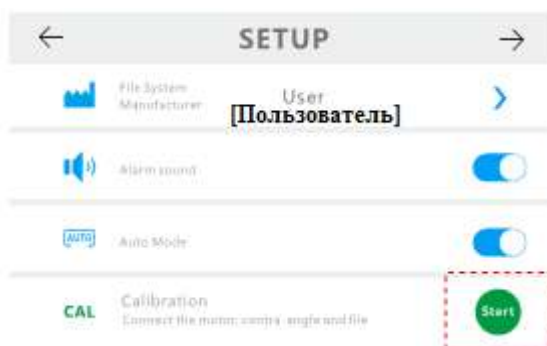 SETUP
File System
Manufacturer
User
[Пользователь]
Alarm sound
AUTO
Auto Mode
CAL
Calibration
Connect the motor, contra-angle and file
Start